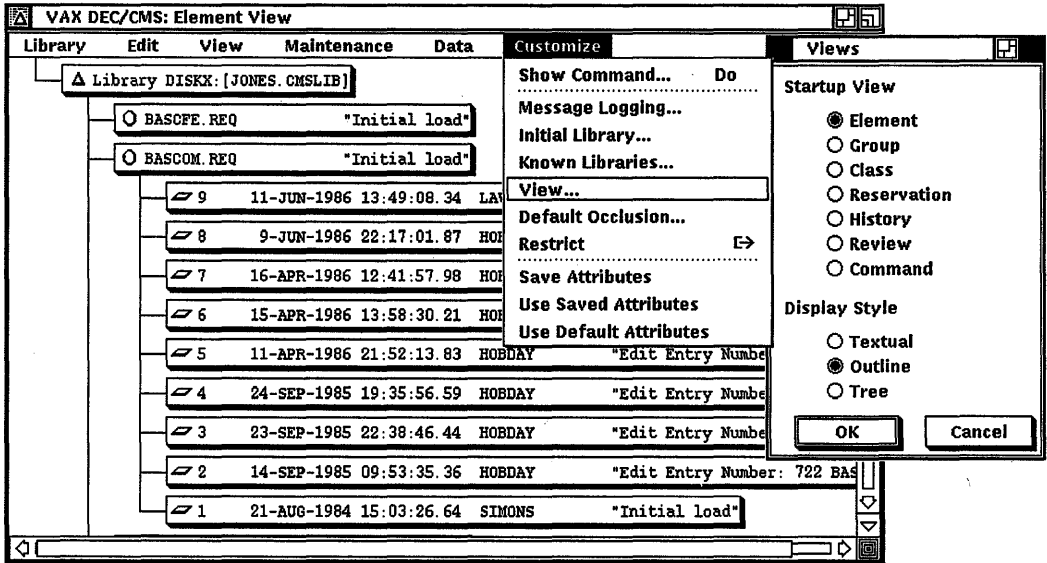 VAX DEC/CMS: Element View
Library Edit View Maintenance Data Customize
Library DISKX:[JONES.CMSLIB]
BASCFE.REQ "Initial load"
BASCOM.REQ "Initial load"
9 11-JUN-1986 13:49:08.34
8 9-JUN-1986 22:17:01.87
7 16-APR-1986 12:41:57.98
6 15-APR-1986 13:58:30.21
5 11-APR-1986 21:52:13.83 HOBDAY "Edit Entry
4 24-SEP-1985 19:35:56.59 HOBDAY "Edit Entry
3 23-SEP-1985 22:38:46.44 HOBDAY "Edit Entry
2 14-SEP-1985 09:53:35.36 HOBDAY "Edit Entry Number: 722 BAS
1 21-AUG-1984 15:03:26.64 SIMONS "Initial load"
Show Command... Do
Message Logging...
Initial Library...
Known Libraries...
View...
Default Occlusion...
Restrict
Save Attributes
Use Saved Attributes
Use Default Attributes
Views
Startup View
Element
Group
Class
Reservation
History
Review
Command
Display Style
Textual
Outline
Tree
OK Cancel